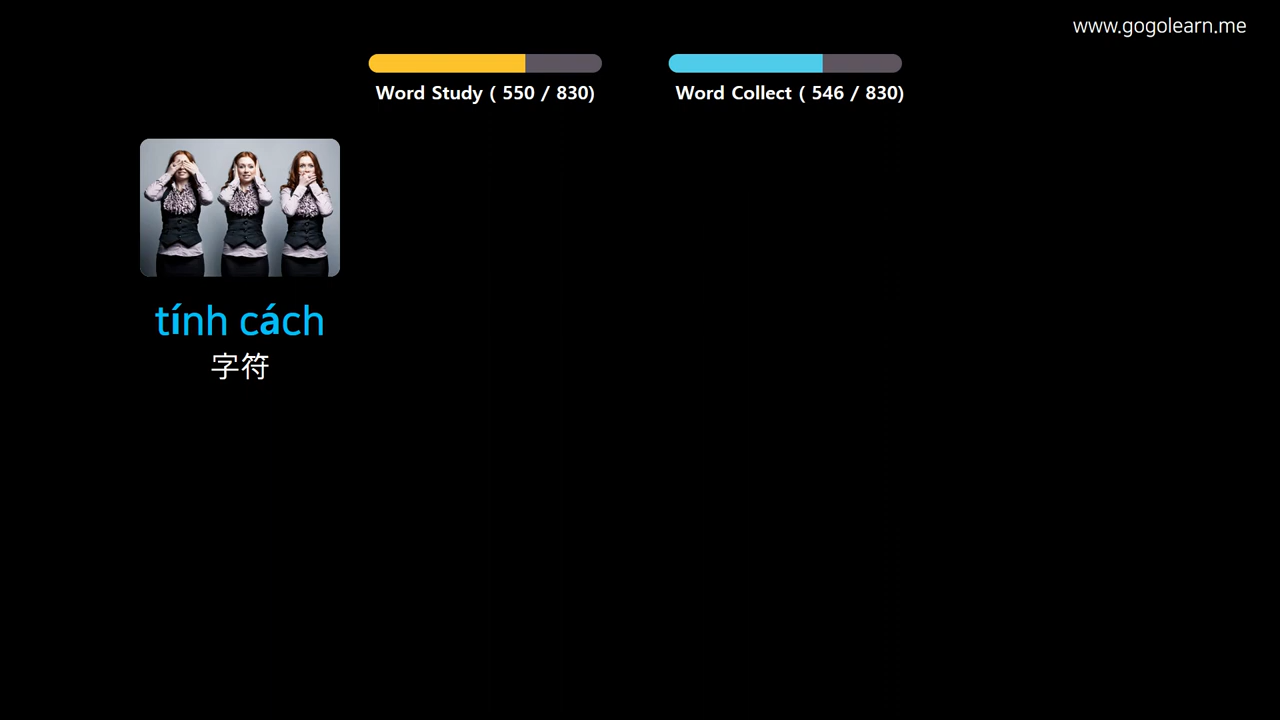 www.gogolearn.me
Word Study ( 550 / 830)
Word Collect ( 546 / 830)
tính cách
字符